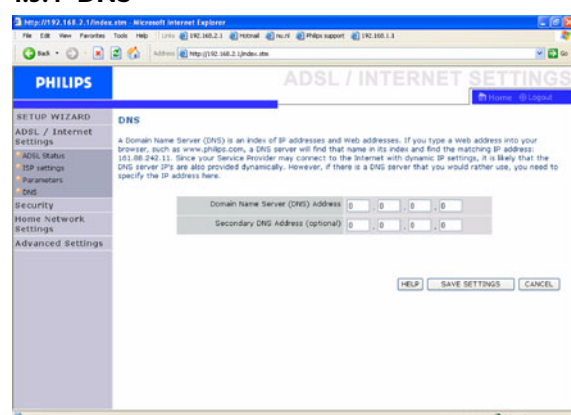 http://192.168.2.1/index.stm - Microsoft Internet Explorer
File Edit View Favorites Tools Help Links 192.168.2.1 Hotmail nu.nl Philips support 192.168.1.1
Back Address http://192.168.2.1/index.stm Go
PHILIPS
ADSL / INTERNET SETTINGS
Home Logout
SETUP WIZARD
ADSL / Internet Settings
ADSL Status
ISP settings
Parameters
DNS
Security
Home Network Settings
Advanced Settings
DNS
A Domain Name Server (DNS) is an index of IP addresses and Web addresses. If you type a Web address into your
browser, such as www.philips.com, a DNS server will find that name in its index and find the matching IP address:
161.88.242.11. Since your Service Provider may connect to the Internet with dynamic IP settings, it is likely that the
DNS server IP's are also provided dynamically. However, if there is a DNS server that you would rather use, you need to
specify the IP address here.
Domain Name Server (DNS) Address 0 . 0 . 0 . 0
Secondary DNS Address (optional) 0 . 0 . 0 . 0
HELP SAVE SETTINGS CANCEL